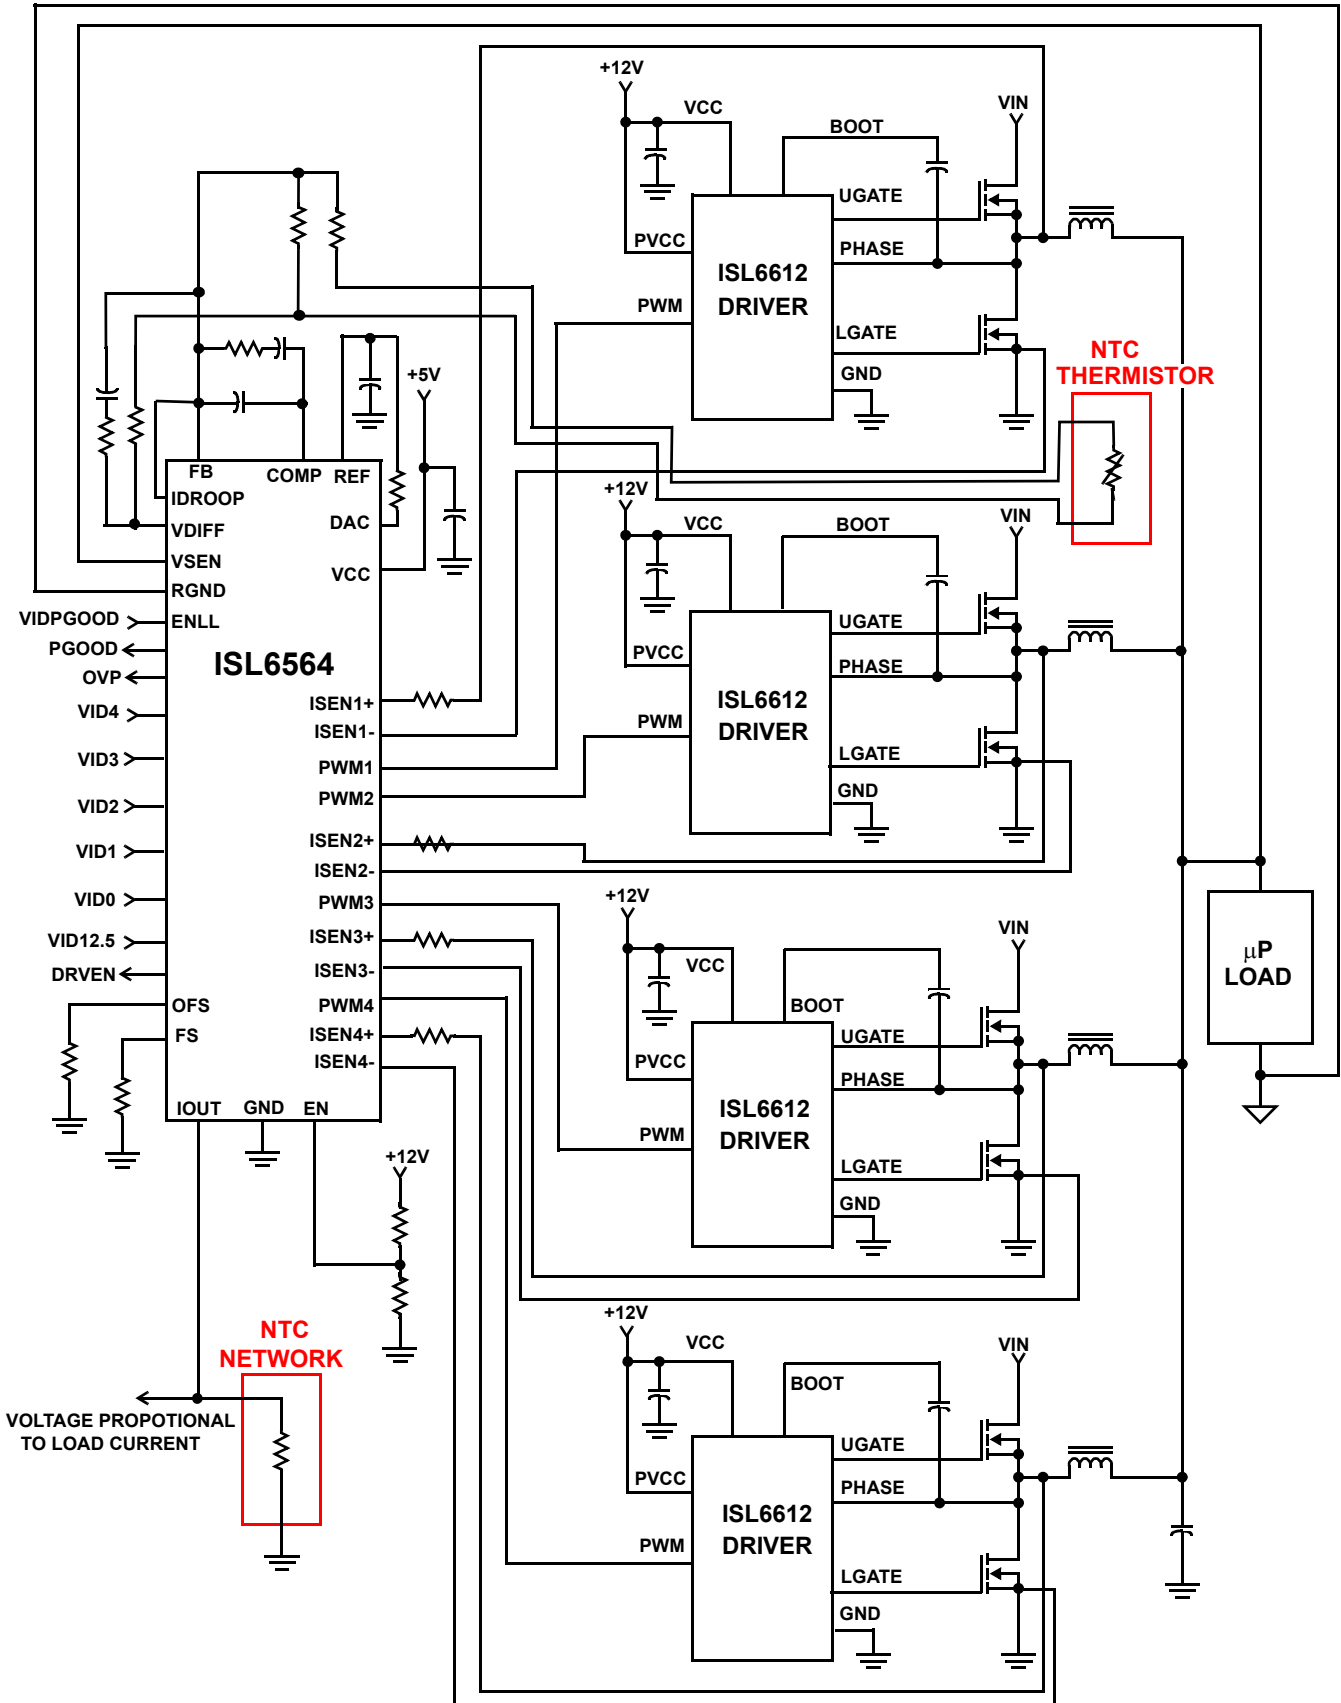 +12V
VCC
BOOT
VIN
UGATE
PVCC
PHASE
ISL6612
DRIVER
PWM
LGATE
GND
NTC
THERMISTOR
+5V
FB
COMP
REF
IDROOP
DAC
VDIFF
VSEN
VCC
RGND
VIDPGOOD
ENLL
PGOOD
OVP
VID4
VID3
VID2
VID1
VID0
VID12.5
DRVEN
OFS
FS
ISL6564
ISEN1+
ISEN1-
PWM1
PWM2
ISEN2+
ISEN2-
PWM3
ISEN3+
ISEN3-
PWM4
ISEN4+
ISEN4-
IOUT
GND
EN
+12V
NTC
NETWORK
VOLTAGE PROPOTIONAL
TO LOAD CURRENT
+12V
VCC
BOOT
VIN
UGATE
PVCC
PHASE
ISL6612
DRIVER
PWM
LGATE
GND
+12V
VCC
BOOT
VIN
UGATE
PVCC
PHASE
ISL6612
DRIVER
PWM
LGATE
GND
µP
LOAD
+12V
VCC
BOOT
VIN
UGATE
PVCC
PHASE
ISL6612
DRIVER
PWM
LGATE
GND